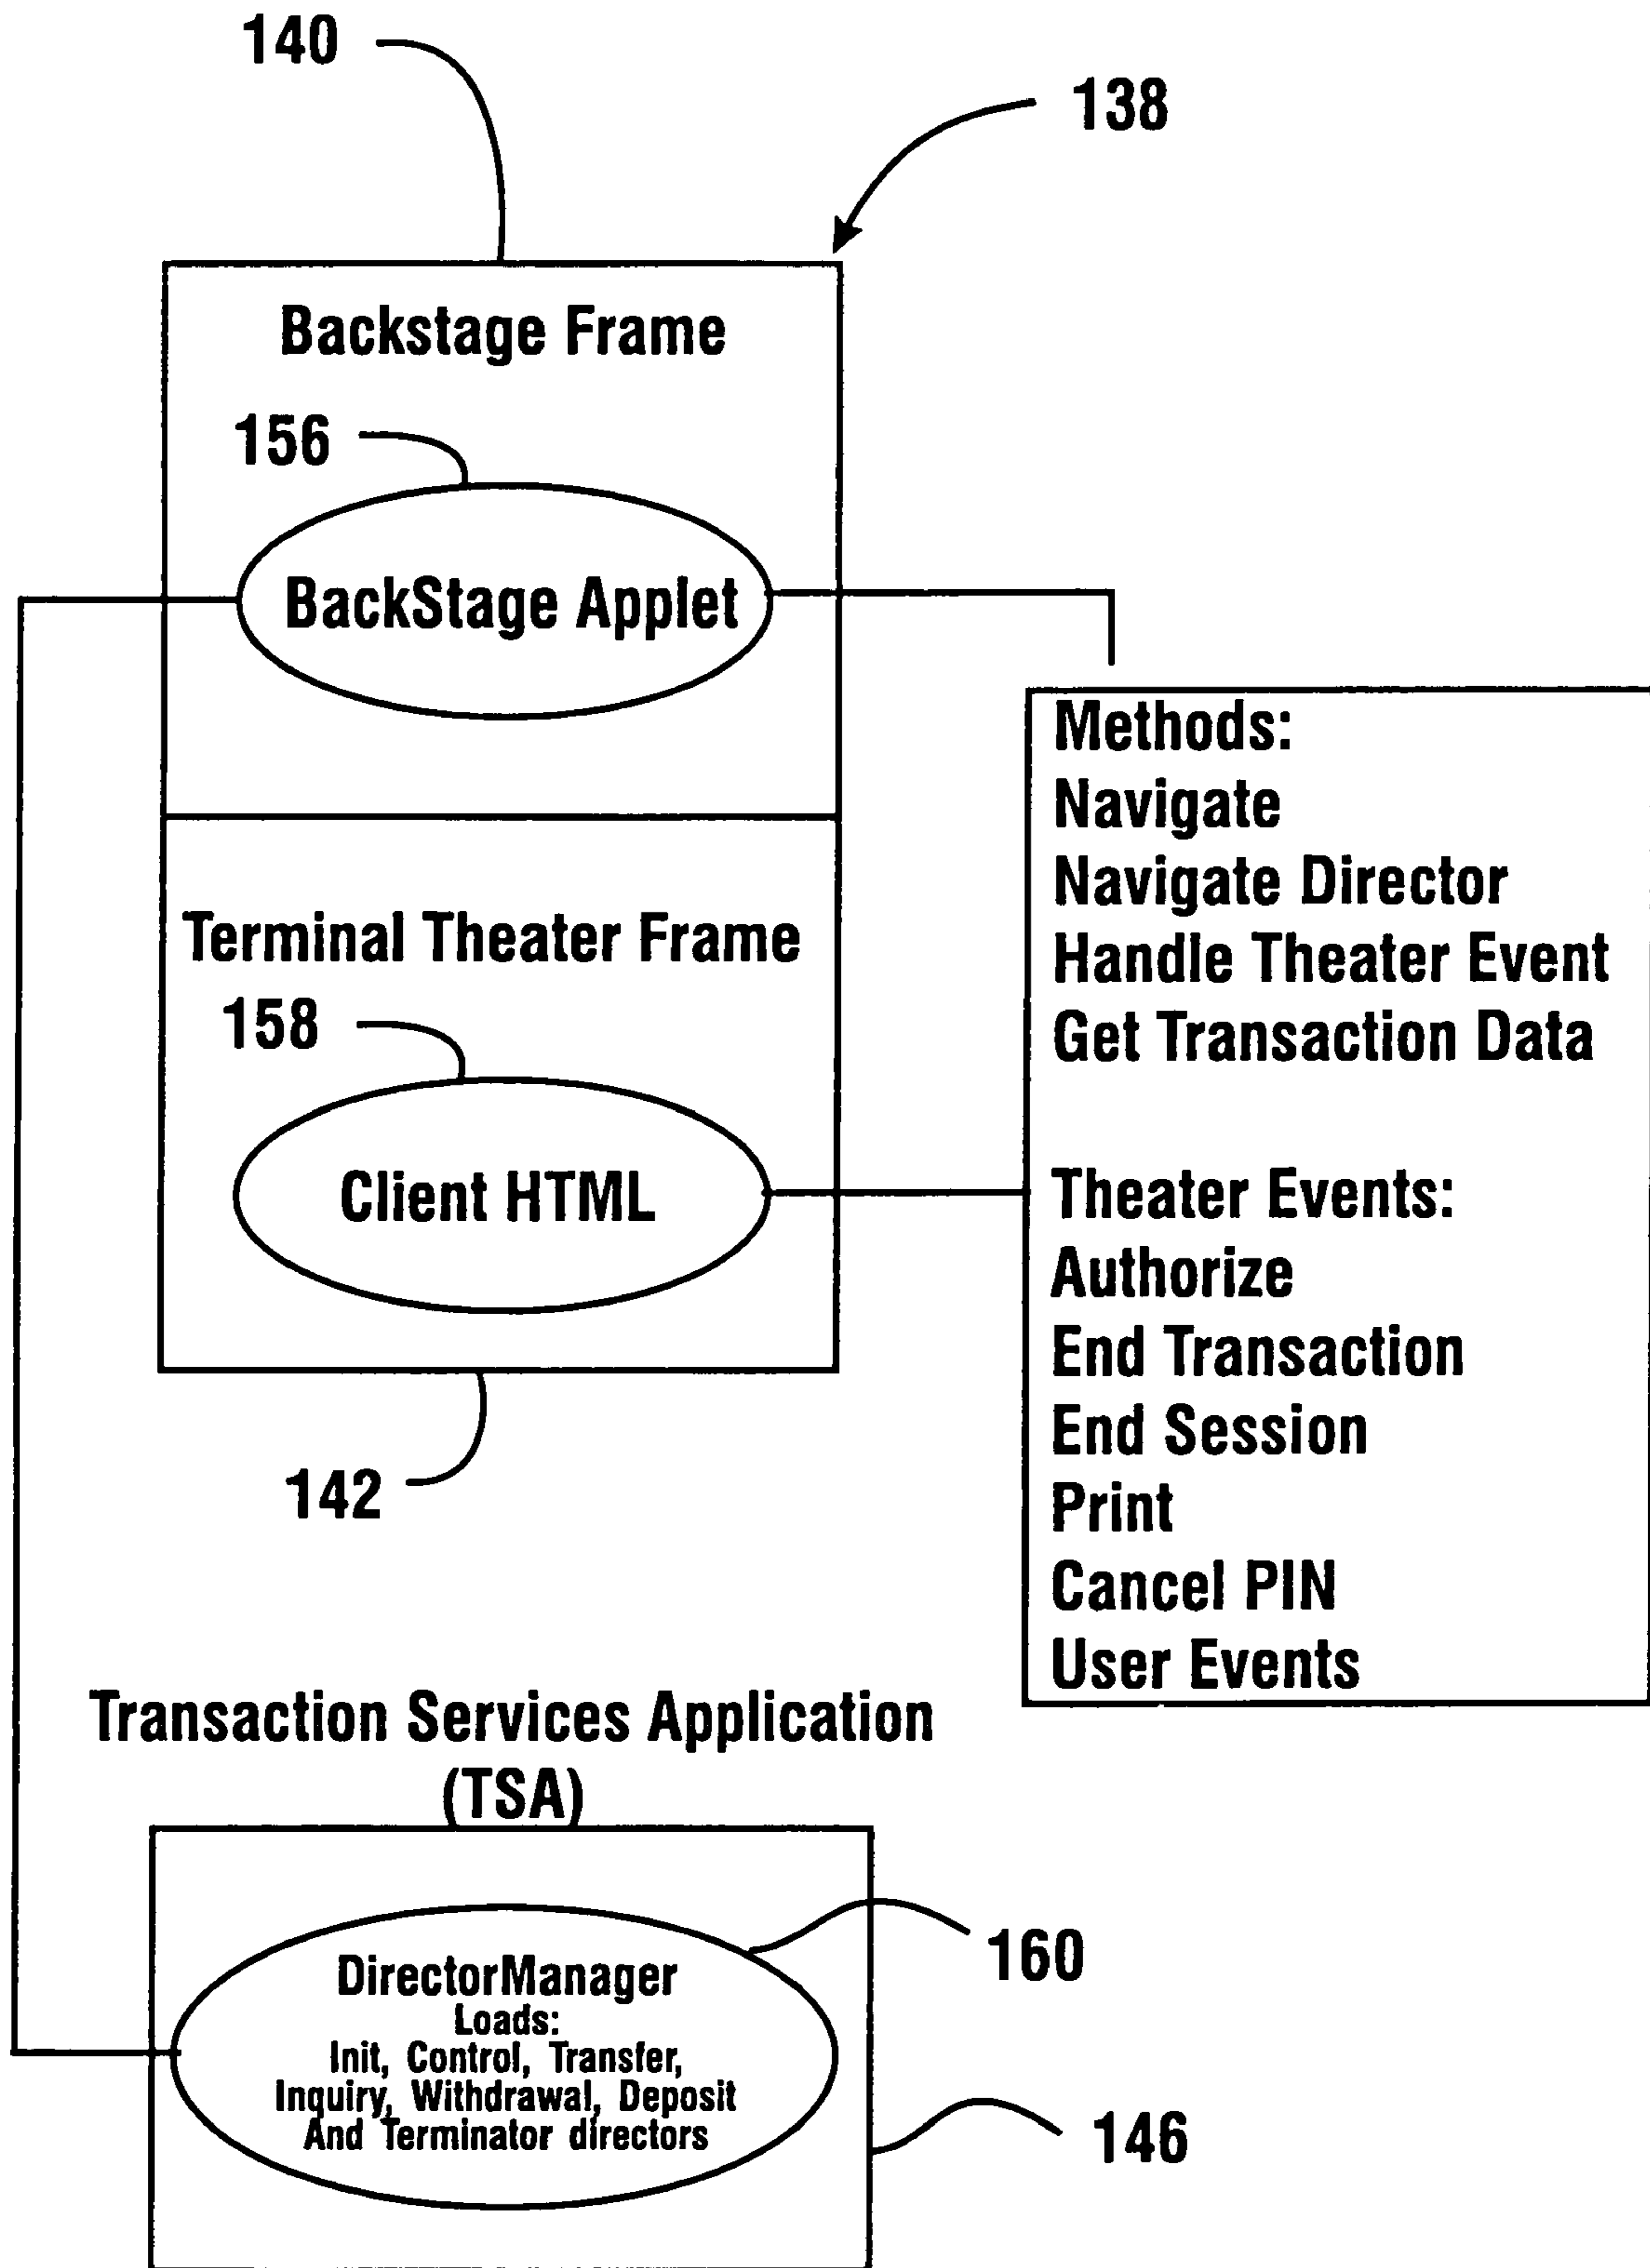 140
138
Backstage Frame
156
BackStage Applet
Methods:
Navigate
Navigate Director
Handle Theater Event
Get Transaction Data
Terminal Theater Frame
158
Client HTML
Theater Events:
Authorize
End Transaction
End Session
Print
Cancel PIN
User Events
142
Transaction Services Application
(TSA)
160
DirectorManager
Loads:
Init, Control, Transfer,
Inquiry, Withdrawal, Deposit
And Terminator directors
146